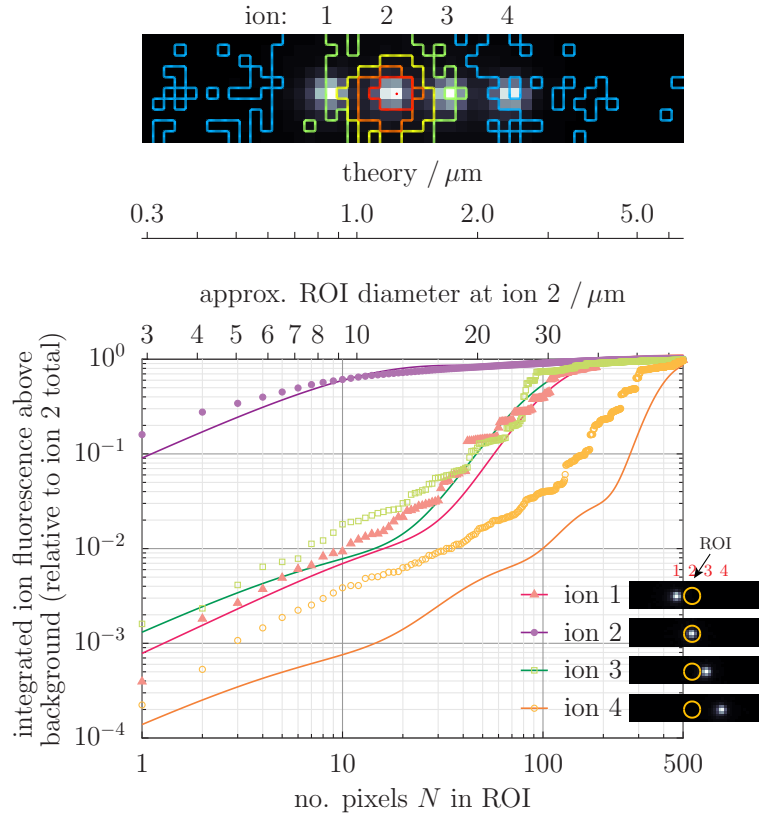 ion: 1 2 3 4
theory / μm
0.3 1.0 2.0 5.0
approx. ROI diameter at ion 2 / μm
3 4 5 6 7 8 10 20 30
integrated ion fluorescence above
background (relative to ion 2 total)
10⁰
10⁻¹
10⁻²
10⁻³
10⁻⁴
ROI
1 2 3 4
ion 1
ion 2
ion 3
ion 4
1 10 100 500
no. pixels N in ROI